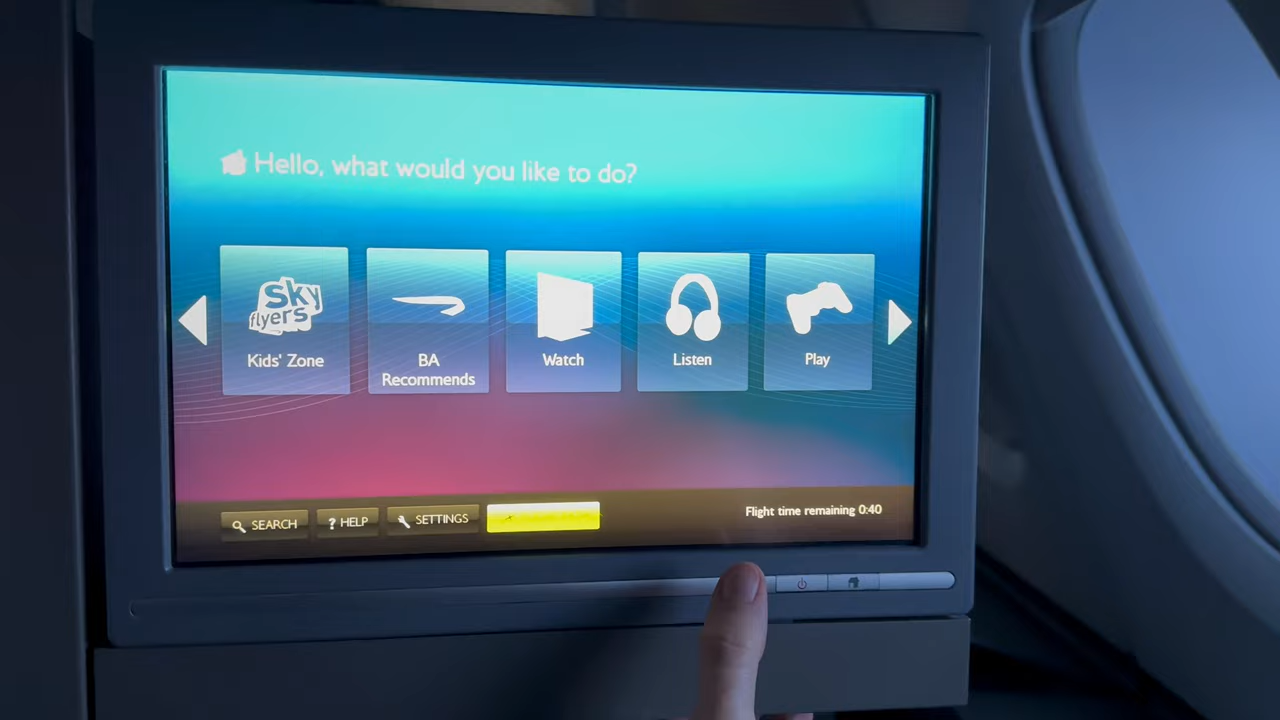 Hello, what would you like to do?
Sky
flyers
Kids' Zone
BA
Recommends
Watch
Listen
Play
SEARCH
? HELP
SETTINGS
Flight time remaining 0:40